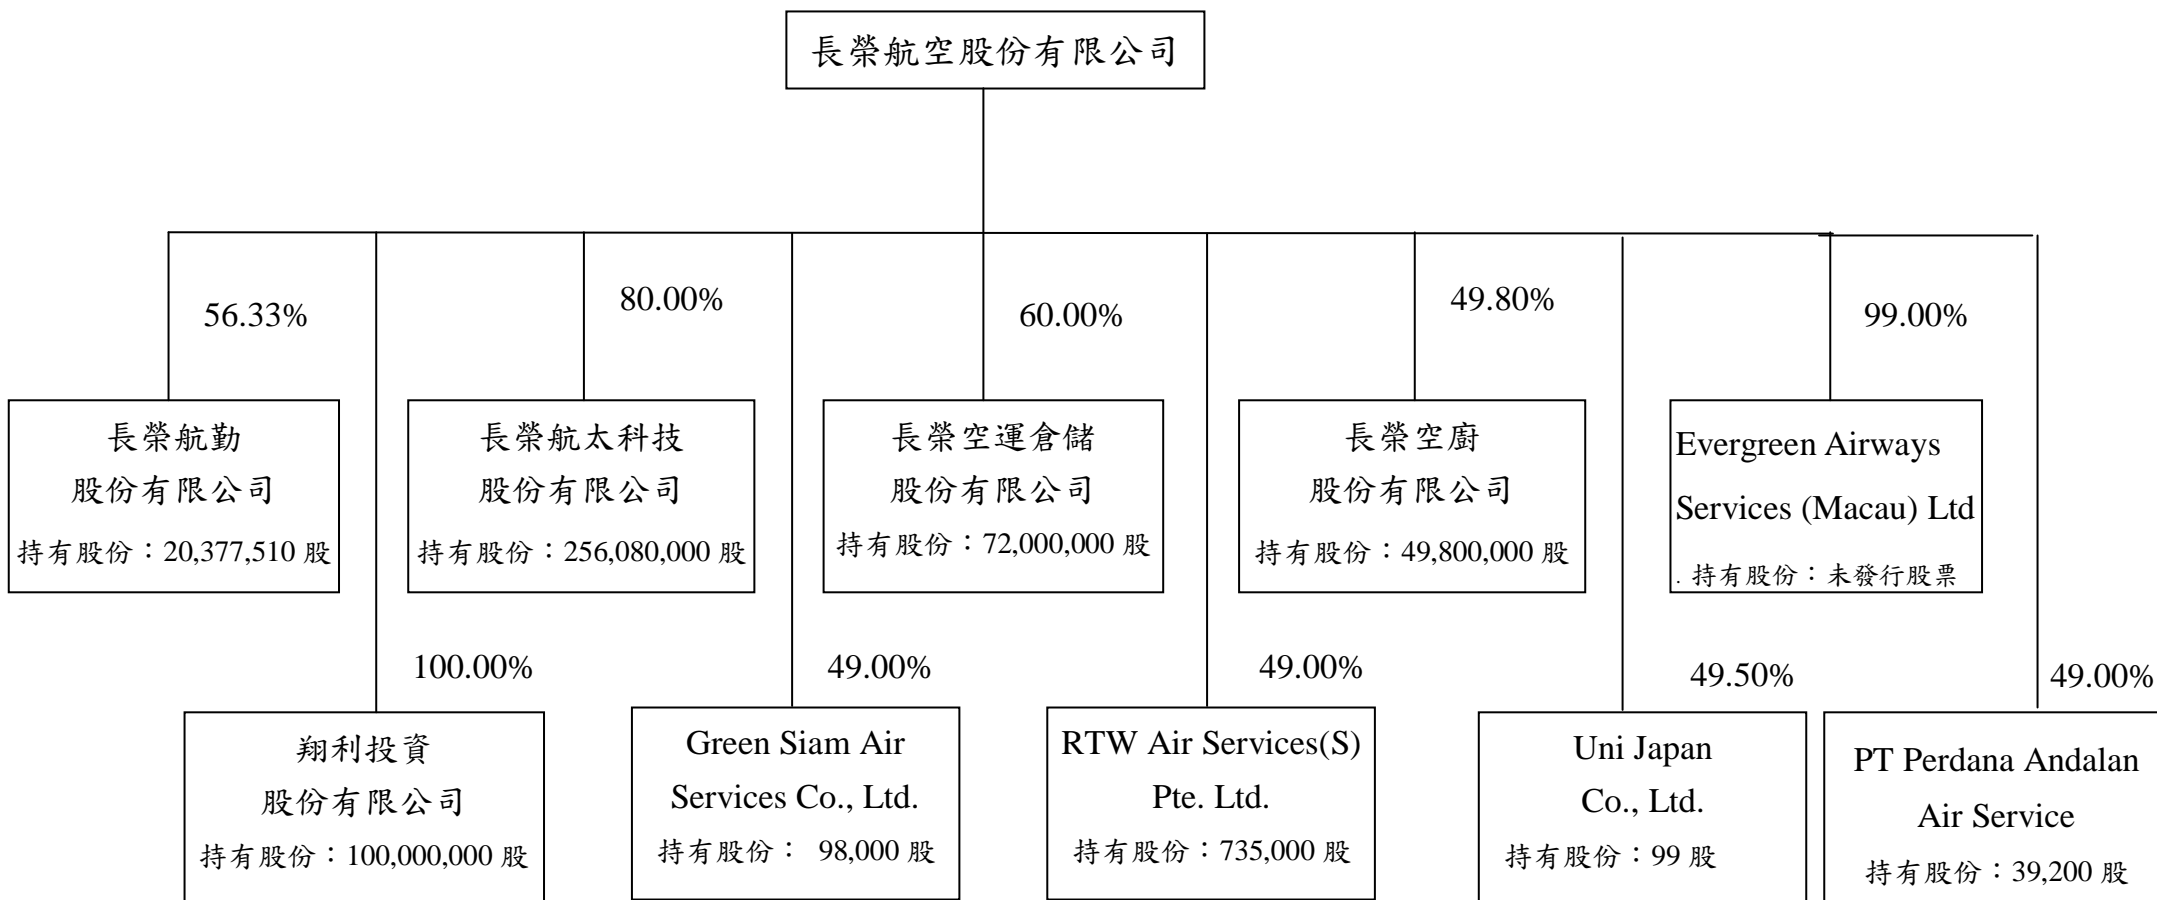 長榮航空股份有限公司
56.33%
80.00%
60.00%
49.80%
99.00%
長榮航勤
股份有限公司
持有股份：20,377,510 股
長榮航太科技
股份有限公司
持有股份：256,080,000 股
長榮空運倉儲
股份有限公司
持有股份：72,000,000 股
長榮空廚
股份有限公司
持有股份：49,800,000 股
Evergreen Airways
Services (Macau) Ltd
. 持有股份：未發行股票
100.00%
49.00%
49.00%
49.50%
49.00%
翔利投資
股份有限公司
持有股份：100,000,000 股
Green Siam Air
Services Co., Ltd.
持有股份： 98,000 股
RTW Air Services(S)
Pte. Ltd.
持有股份：735,000 股
Uni Japan
Co., Ltd.
持有股份：99 股
PT Perdana Andalan
Air Service
持有股份：39,200 股